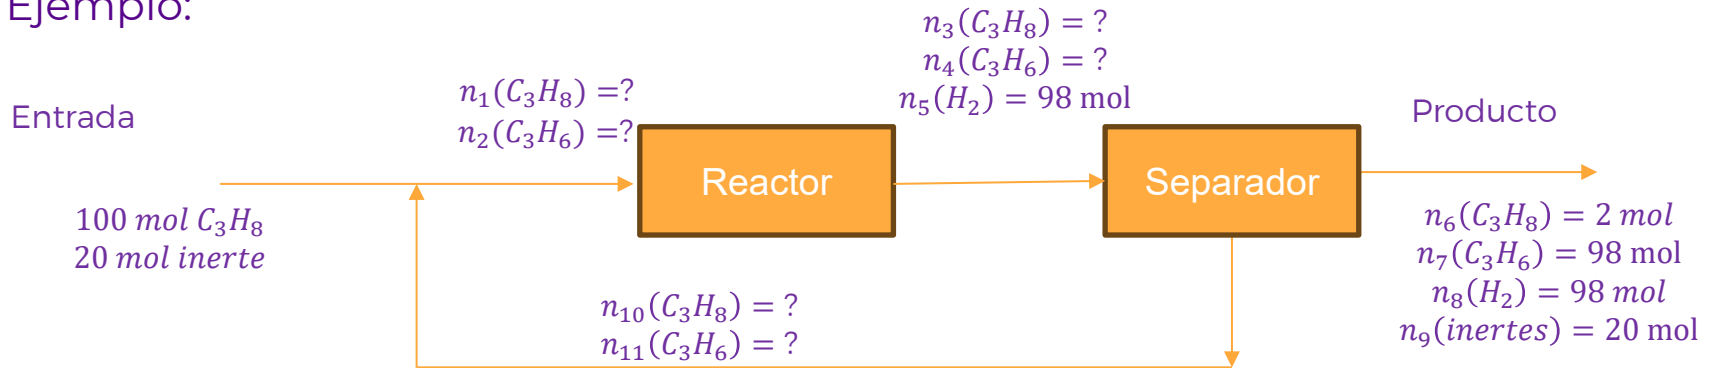 Ejemplo:
Entrada
100 mol C₃H₈
20 mol inerte
n₁(C₃H₈) =?
n₂(C₃H₆) =?
Reactor
n₃(C₃H₈) = ?
n₄(C₃H₆) = ?
n₅(H₂) = 98 mol
Separador
Producto
n₆(C₃H₈) = 2 mol
n₇(C₃H₆) = 98 mol
n₈(H₂) = 98 mol
n₉(inertes) = 20 mol
n₁₀(C₃H₈) = ?
n₁₁(C₃H₆) = ?